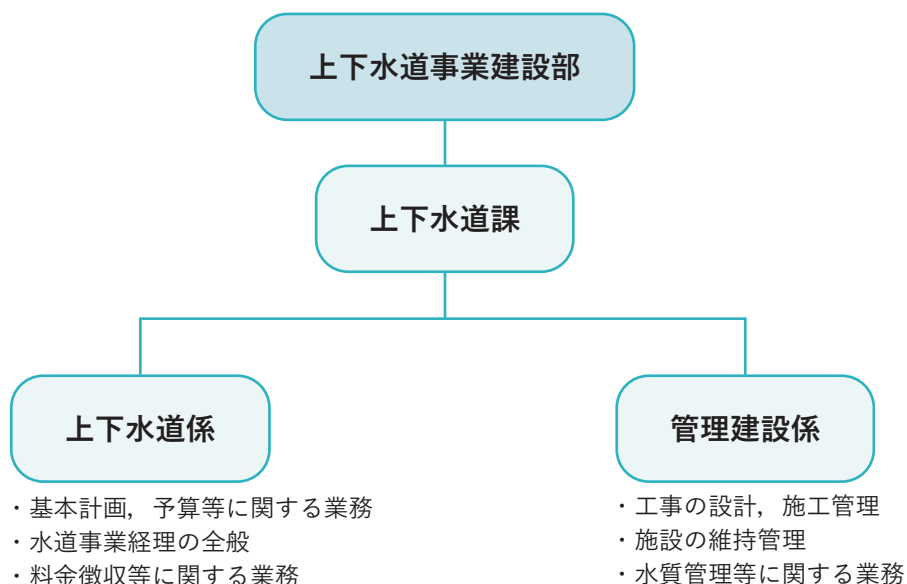 上下水道事業建設部
上下水道課
上下水道係
・基本計画，予算等に関する業務
・水道事業経理の全般
・料金徴収等に関する業務
管理建設係
・工事の設計，施工管理
・施設の維持管理
・水質管理等に関する業務